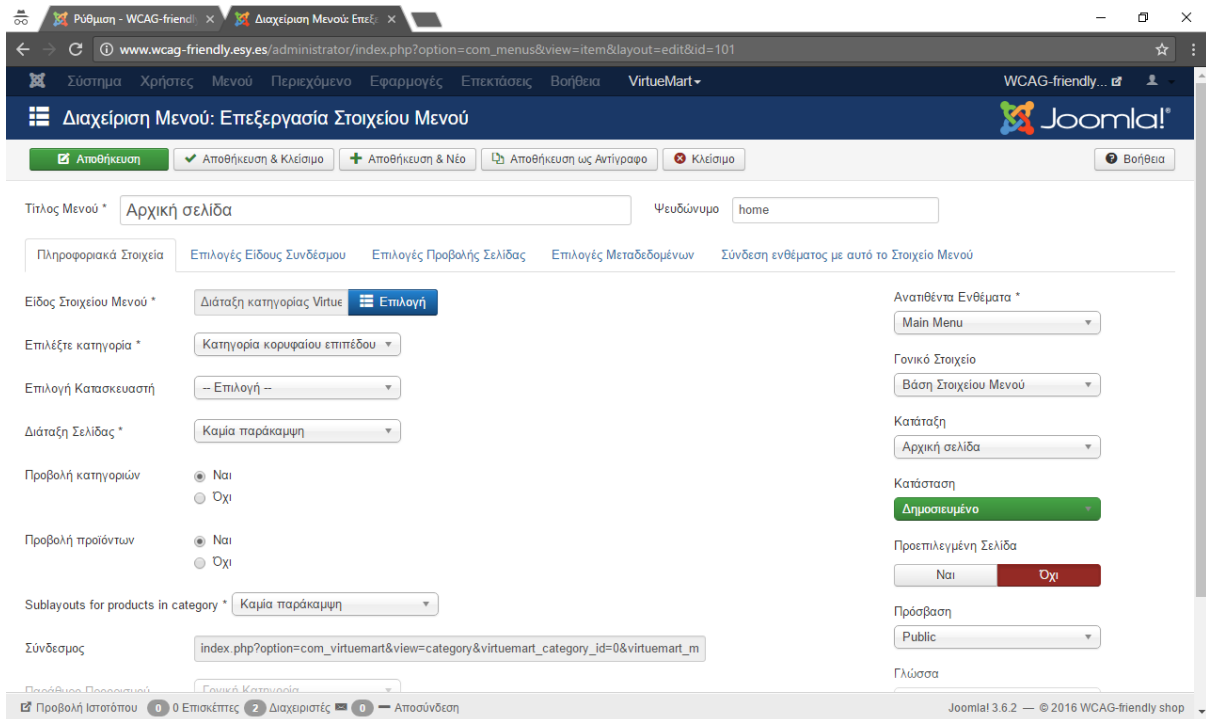 Ρύθμιση - WCAG-friendl
Διαχείριση Μενού: Επεξε
www.wcag-friendly.esy.es/administrator/index.php?option=com_menus&view=item&layout=edit&id=101
Σύστημα Χρήστες Μενού Περιεχόμενο Εφαρμογές Επεκτάσεις Βοήθεια VirtueMart WCAG-friendly...
Διαχείριση Μενού: Επεξεργασία Στοιχείου Μενού Joomla!®
Αποθήκευση Αποθήκευση & Κλείσιμο Αποθήκευση & Νέο Αποθήκευση ως Αντίγραφο Κλείσιμο Βοήθεια
Τίτλος Μενού * Αρχική σελίδα Ψευδώνυμο home
Πληροφοριακά Στοιχεία Επιλογές Είδους Συνδέσμου Επιλογές Προβολής Σελίδας Επιλογές Μεταδεδομένων Σύνδεση ενθέματος με αυτό το Στοιχείο Μενού
Είδος Στοιχείου Μενού * Διάταξη κατηγορίας Virtue Επιλογή
Επιλέξτε κατηγορία * Κατηγορία κορυφαίου επιπέδου
Επιλογή Κατασκευαστή -- Επιλογή --
Διάταξη Σελίδας * Καμία παράκαμψη
Προβολή κατηγοριών Ναι
Όχι
Προβολή προϊόντων Ναι
Όχι
Sublayouts for products in category * Καμία παράκαμψη
Σύνδεσμος index.php?option=com_virtuemart&view=category&virtuemart_category_id=0&virtuemart_m
Παράθυρο Προορισμού Γονική Κατηγορία
Ανατιθέντα Ενθέματα *
Main Menu
Γονικό Στοιχείο
Βάση Στοιχείου Μενού
Κατάταξη
Αρχική σελίδα
Κατάσταση
Δημοσιευμένο
Προεπιλεγμένη Σελίδα
Ναι Όχι
Πρόσβαση
Public
Γλώσσα
Προβολή Ιστοτόπου 0 0 Επισκέπτες 2 Διαχειριστές 0 Αποσύνδεση Joomla! 3.6.2 — © 2016 WCAG-friendly shop